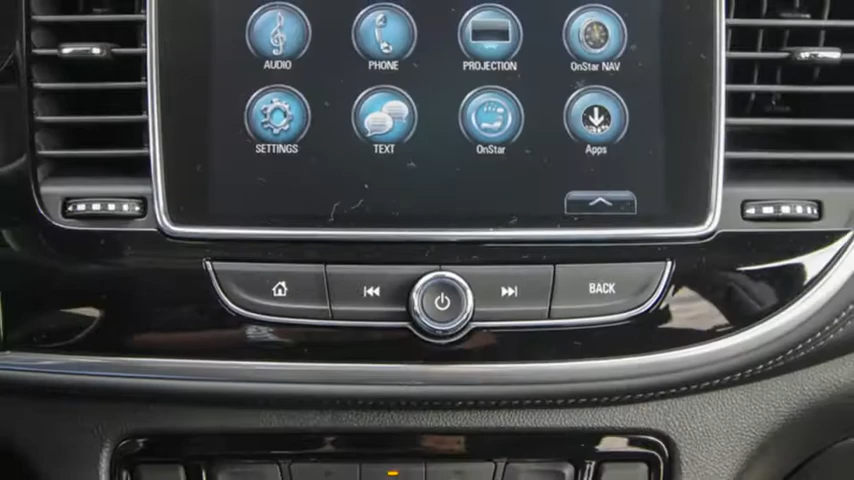 AUDIO PHONE PROJECTION OnStar NAV
SETTINGS TEXT OnStar Apps
BACK